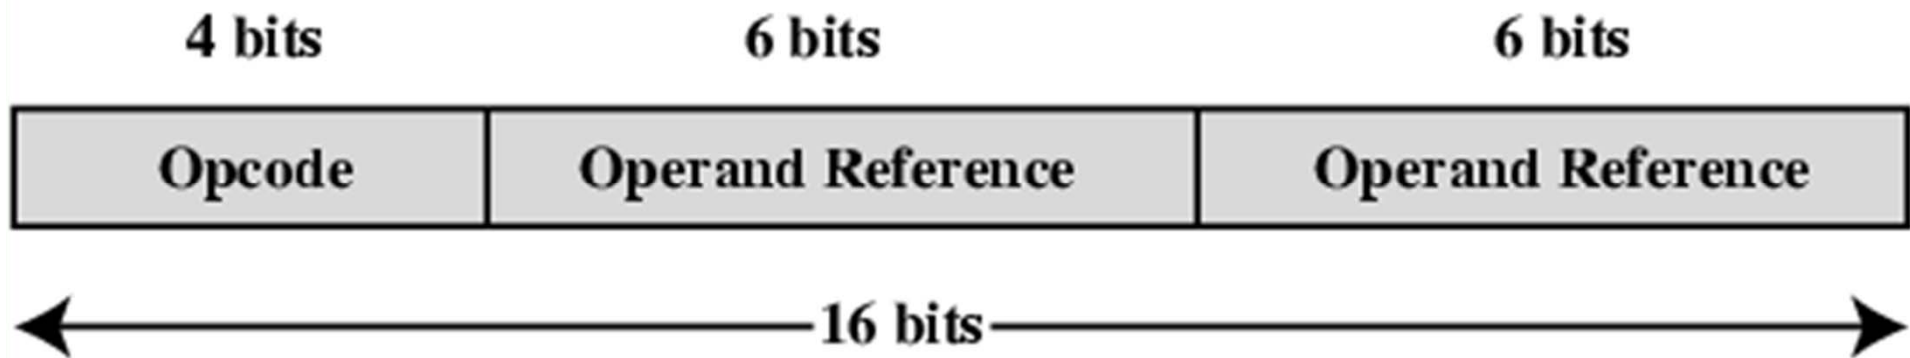 4 bits 6 bits 6 bits
Opcode Operand Reference Operand Reference
16 bits